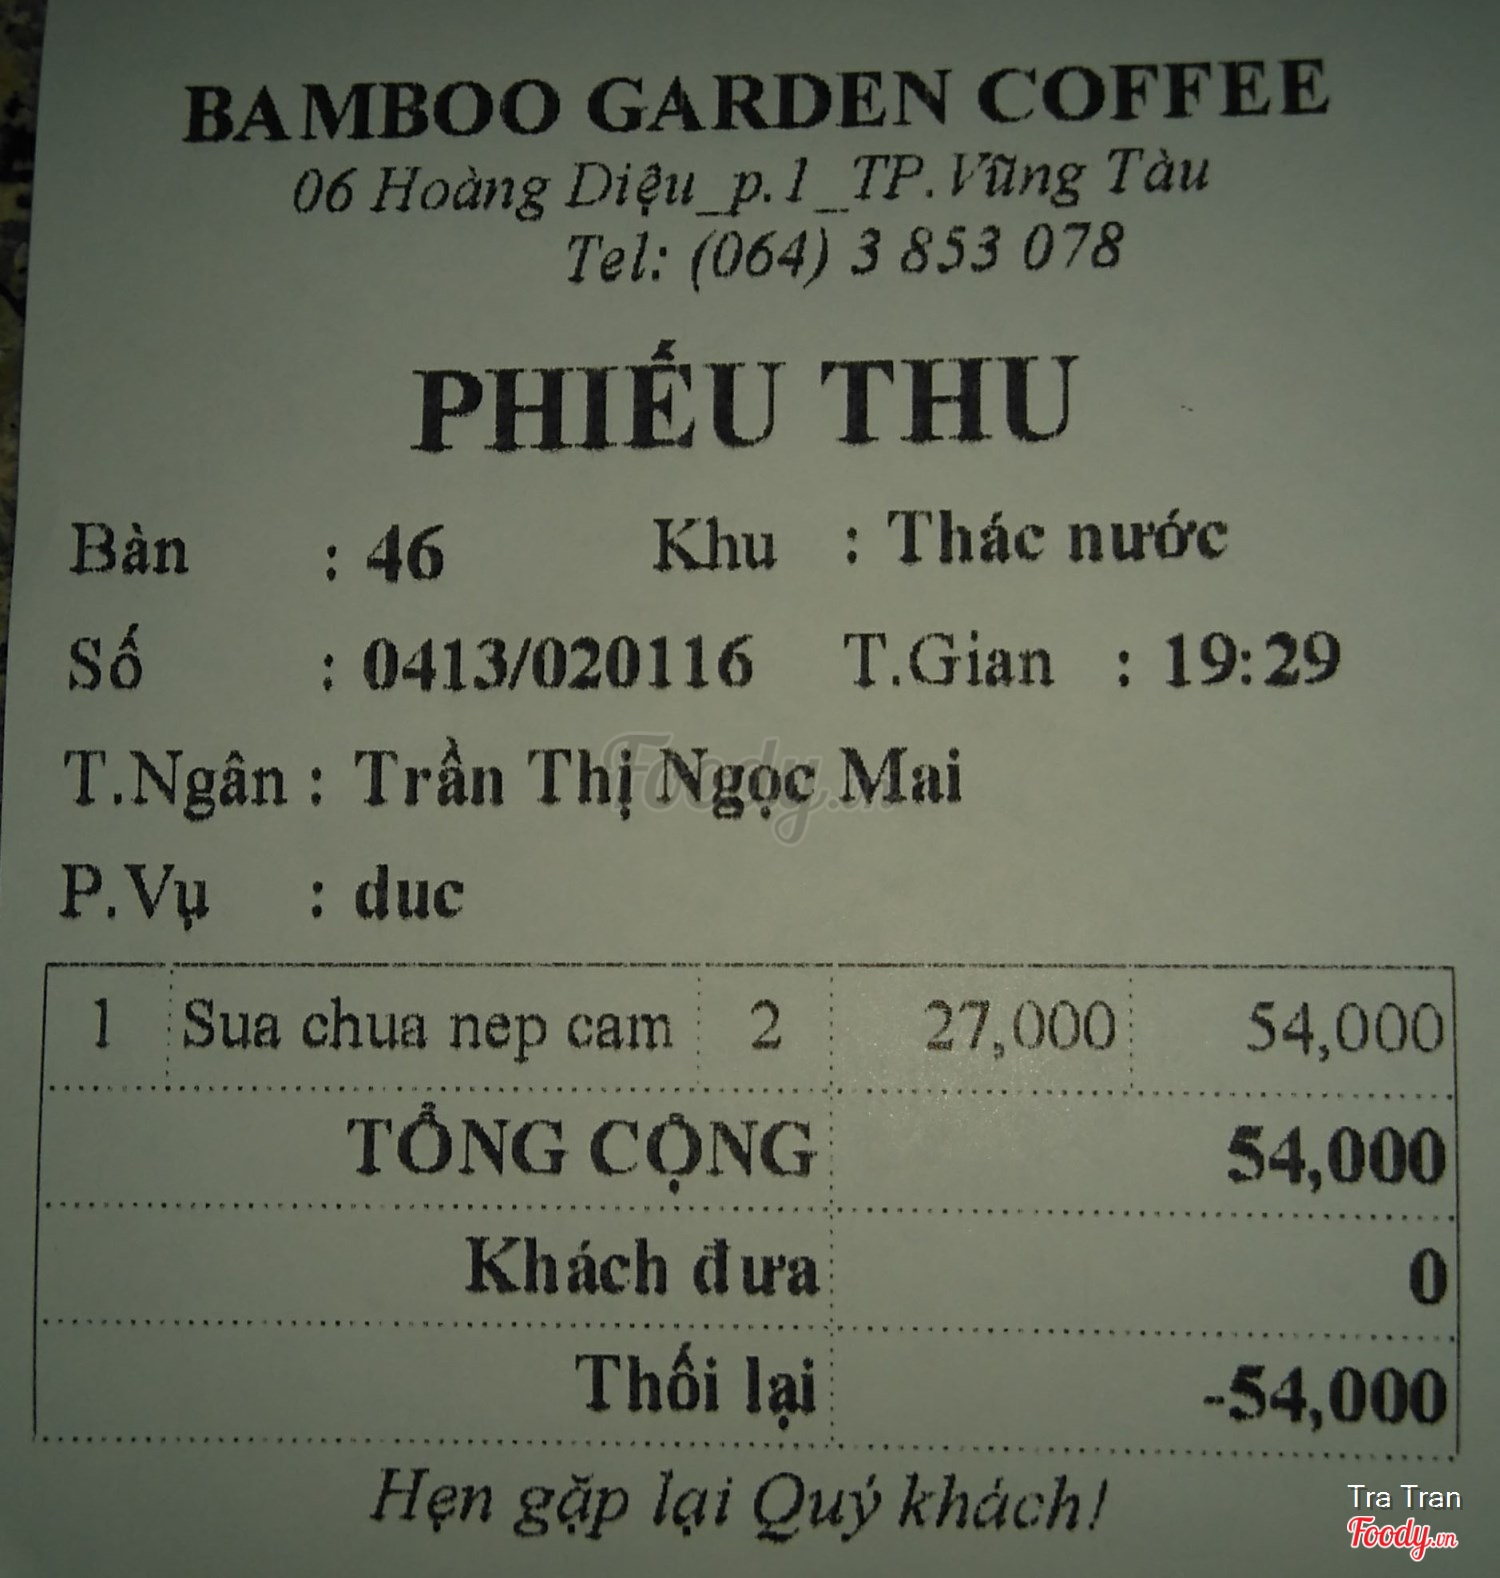 BAMBOO GARDEN COFFEE
06 Hoàng Diệu_p.1_TP.Vũng Tàu
Tel: (064) 3 853 078
PHIẾU THU
Bàn : 46 Khu : Thác nước
Số : 0413/020116 T.Gian : 19:29
T.Ngân : Trần Thị Ngọc Mai
Foody.vn
P.Vụ : duc
1 Sua chua nep cam 2 27,000 54,000
TỔNG CỘNG 54,000
Khách đưa 0
Thối lại -54,000
Hẹn gặp lại Quý khách!
Tra Tran
Foody.vn